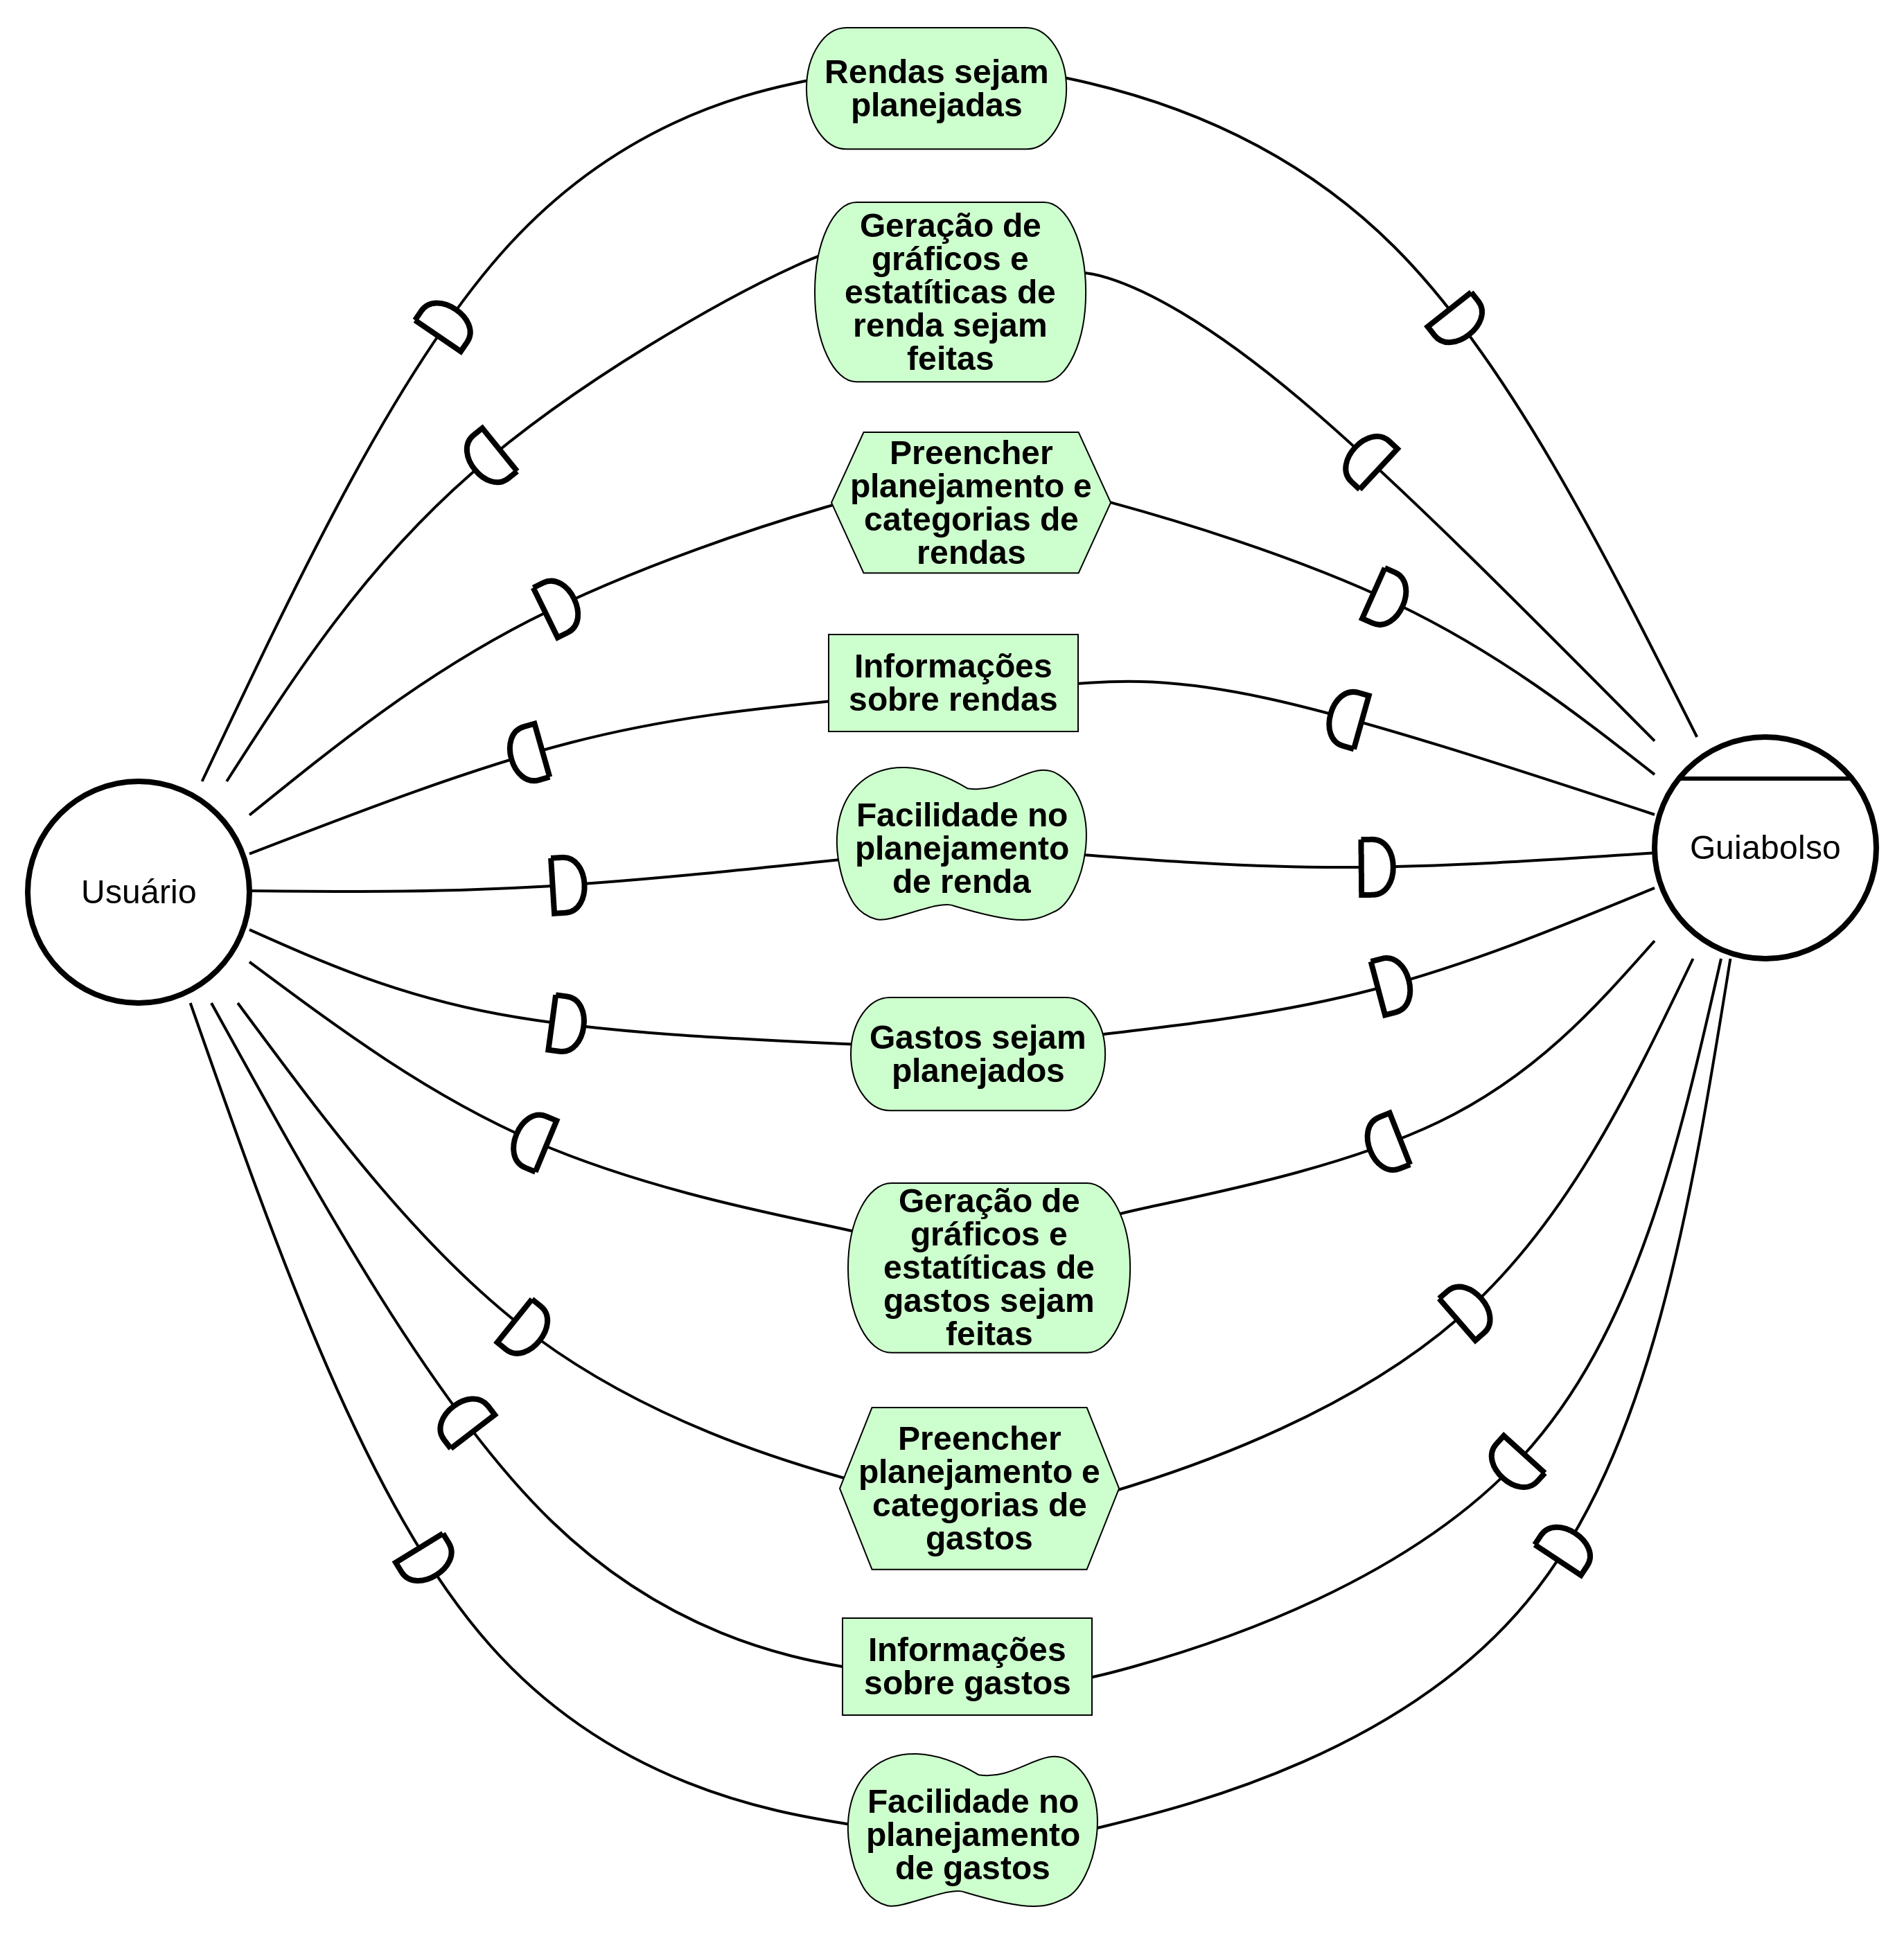 Rendas sejam
planejadas
Geração de
gráficos e
estatíticas de
renda sejam
feitas
Preencher
planejamento e
categorias de
rendas
Informações
sobre rendas
Facilidade no
planejamento
de renda
Usuário
Guiabolso
Gastos sejam
planejados
Geração de
gráficos e
estatíticas de
gastos sejam
feitas
Preencher
planejamento e
categorias de
gastos
Informações
sobre gastos
Facilidade no
planejamento
de gastos